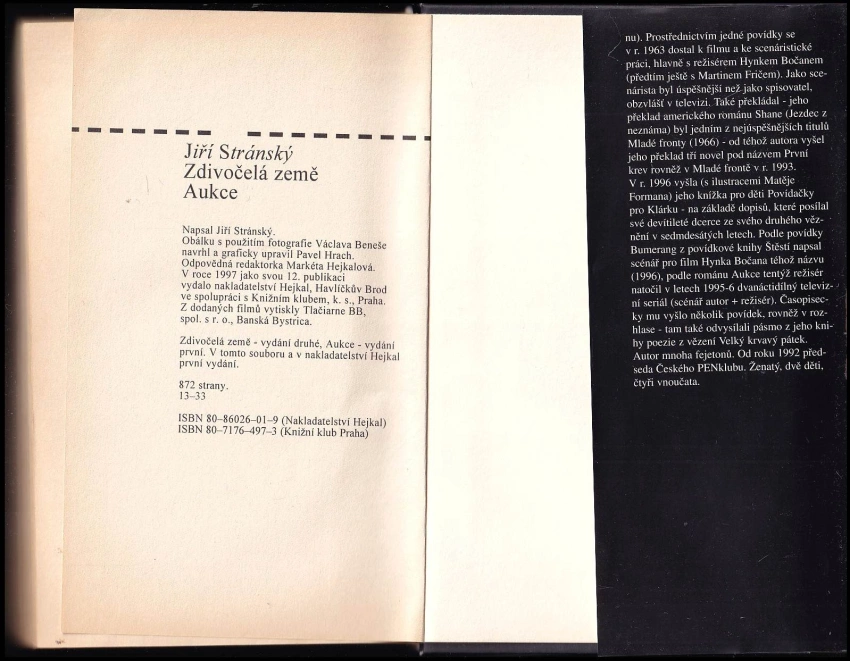 Jiří Stránský
Zdivočelá země
Aukce
Napsal Jiří Stránský.
Obálku s použitím fotografie Václava Beneše
navrhl a graficky upravil Pavel Hrach.
Odpovědná redaktorka Markéta Hejkalová.
V roce 1997 jako svou 12. publikaci
vydalo nakladatelství Hejkal, Havlíčkův Brod
ve spolupráci s Knižním klubem, k. s., Praha.
Z dodaných filmů vytiskly Tlačiarne BB,
spol. s r. o., Banská Bystrica.
Zdivočelá země - vydání druhé, Aukce - vydání
první. V tomto souboru a v nakladatelství Hejkal
první vydání.
872 strany.
13–33
ISBN 80–86026–01–9 (Nakladatelství Hejkal)
ISBN 80–7176–497–3 (Knižní klub Praha)
nu). Prostřednictvím jedné povídky se
v r. 1963 dostal k filmu a ke scenáristické
práci, hlavně s režisérem Hynkem Bočanem
(předtím ještě s Martinem Fričem). Jako sce-
nárista byl úspěšnější než jako spisovatel,
obzvlášť v televizi. Také překládal - jeho
překlad amerického románu Shane (Jezdec z
neznáma) byl jedním z nejúspěšnějších titulů
Mladé fronty (1966) - od téhož autora vyšel
jeho překlad tří novel pod názvem První
krev rovněž v Mladé frontě v r. 1993.
V r. 1996 vyšla (s ilustracemi Matěje
Formana) jeho knížka pro děti Povídačky
pro Klárku - na základě dopisů, které posílal
své devítileté dcerce ze svého druhého věz-
nění v sedmdesátých letech. Podle povídky
Bumerang z povídkové knihy Štěstí napsal
scénář pro film Hynka Bočana téhož názvu
(1996), podle románu Aukce tentýž režisér
natočil v letech 1995-6 dvanáctidílný televiz-
ní seriál (scénář autor + režisér). Časopisec-
ky mu vyšlo několik povídek, rovněž v roz-
hlase - tam také odvysílali pásmo z jeho kni-
hy poezie z vězení Velký krvavý pátek.
Autor mnoha fejetonů. Od roku 1992 před-
seda Českého PENklubu. Ženatý, dvě děti,
čtyři vnoučata.